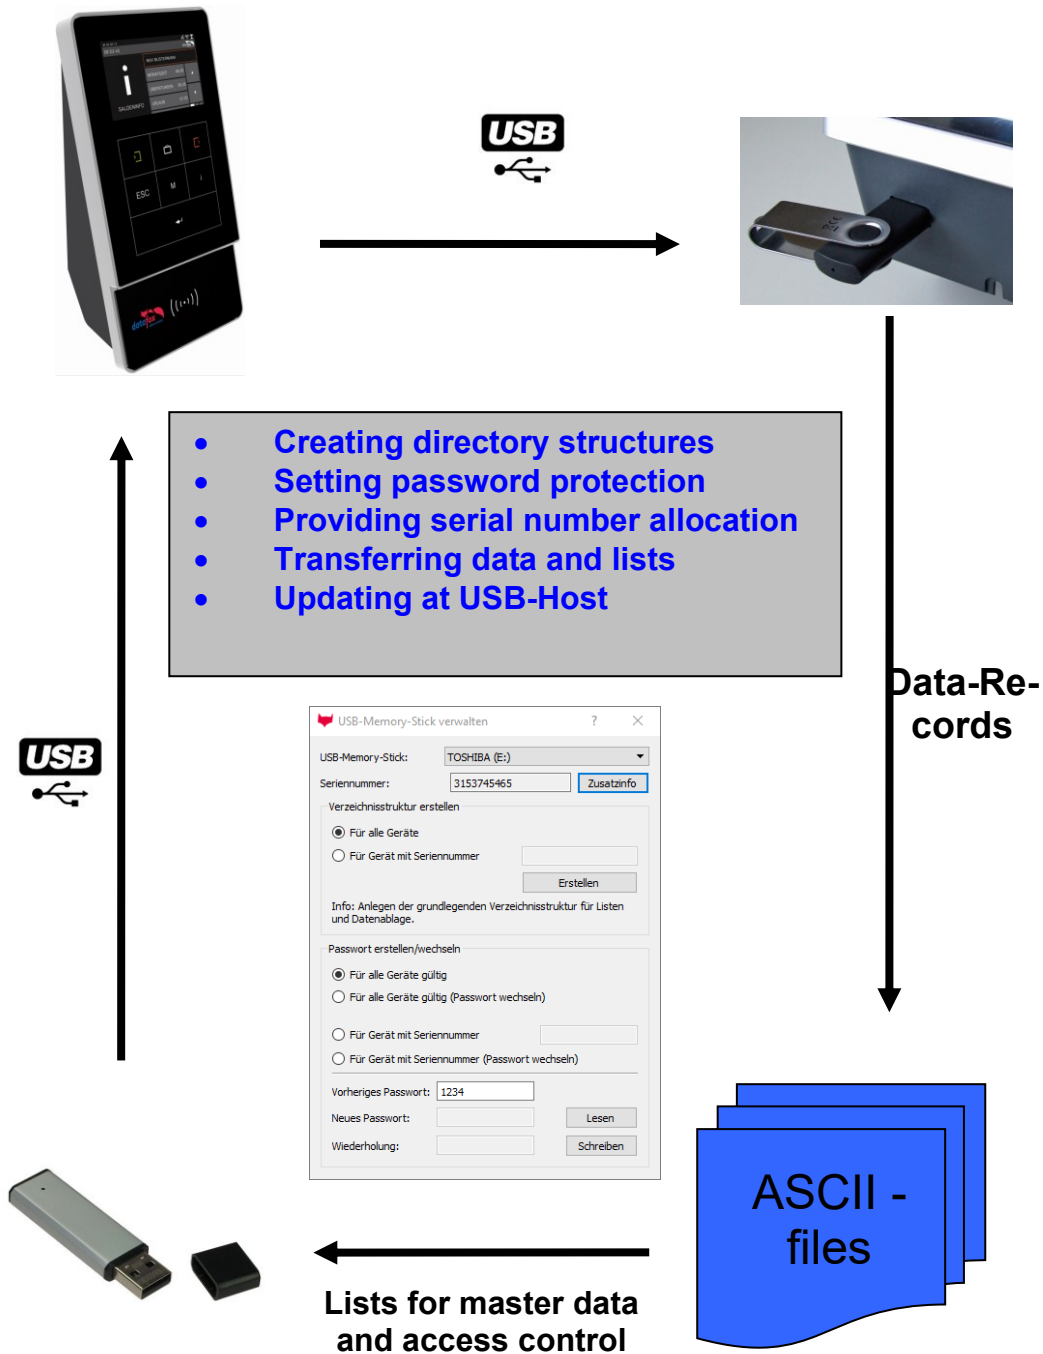 SALDENINFO
ESC
M
i
datafox
USB
• Creating directory structures
• Setting password protection
• Providing serial number allocation
• Transferring data and lists
• Updating at USB-Host
Data-Re-
cords
USB
USB-Memory-Stick verwalten ? ×
USB-Memory-Stick: TOSHIBA (E:)
Seriennummer: 3153745465 Zusatzinfo
Verzeichnisstruktur erstellen
Für alle Geräte
Für Gerät mit Seriennummer
Erstellen
Info: Anlegen der grundlegenden Verzeichnisstruktur für Listen
und Datenablage.
Passwort erstellen/wechseln
Für alle Geräte gültig
Für alle Geräte gültig (Passwort wechseln)
Für Gerät mit Seriennummer
Für Gerät mit Seriennummer (Passwort wechseln)
Vorheriges Passwort: 1234
Neues Passwort: Lesen
Wiederholung: Schreiben
ASCII -
files
Lists for master data
and access control